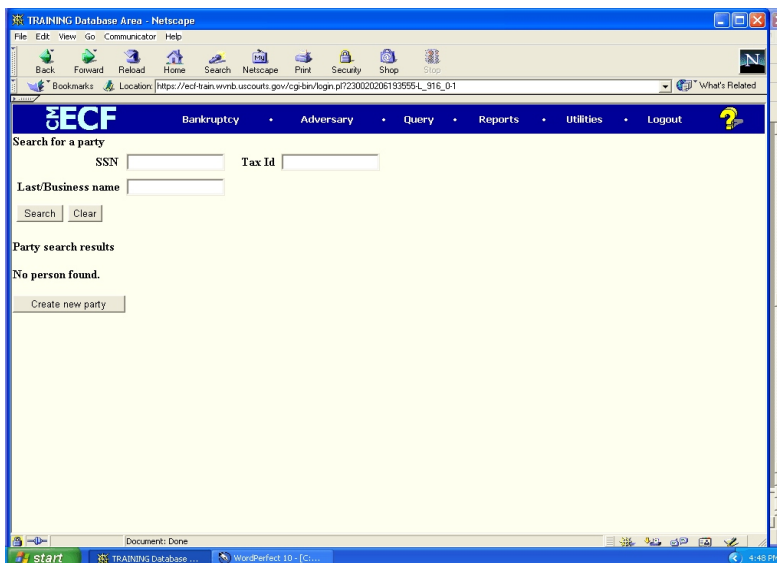 TRAINING Database Area - Netscape
File Edit View Go Communicator Help
Back Forward Reload Home Search Netscape Print Security Shop Stop
N
Bookmarks Location: https://ecf-train.wvnb.uscourts.gov/cgi-bin/login.pl?230020206193555-L_916_0-1 What's Related
CM ECF Bankruptcy • Adversary • Query • Reports • Utilities • Logout ?
Search for a party
SSN Tax Id
Last/Business name
Search Clear
Party search results
No person found.
Create new party
Document: Done
start TRAINING Database ... WordPerfect 10 - [C:... 4:48 PM